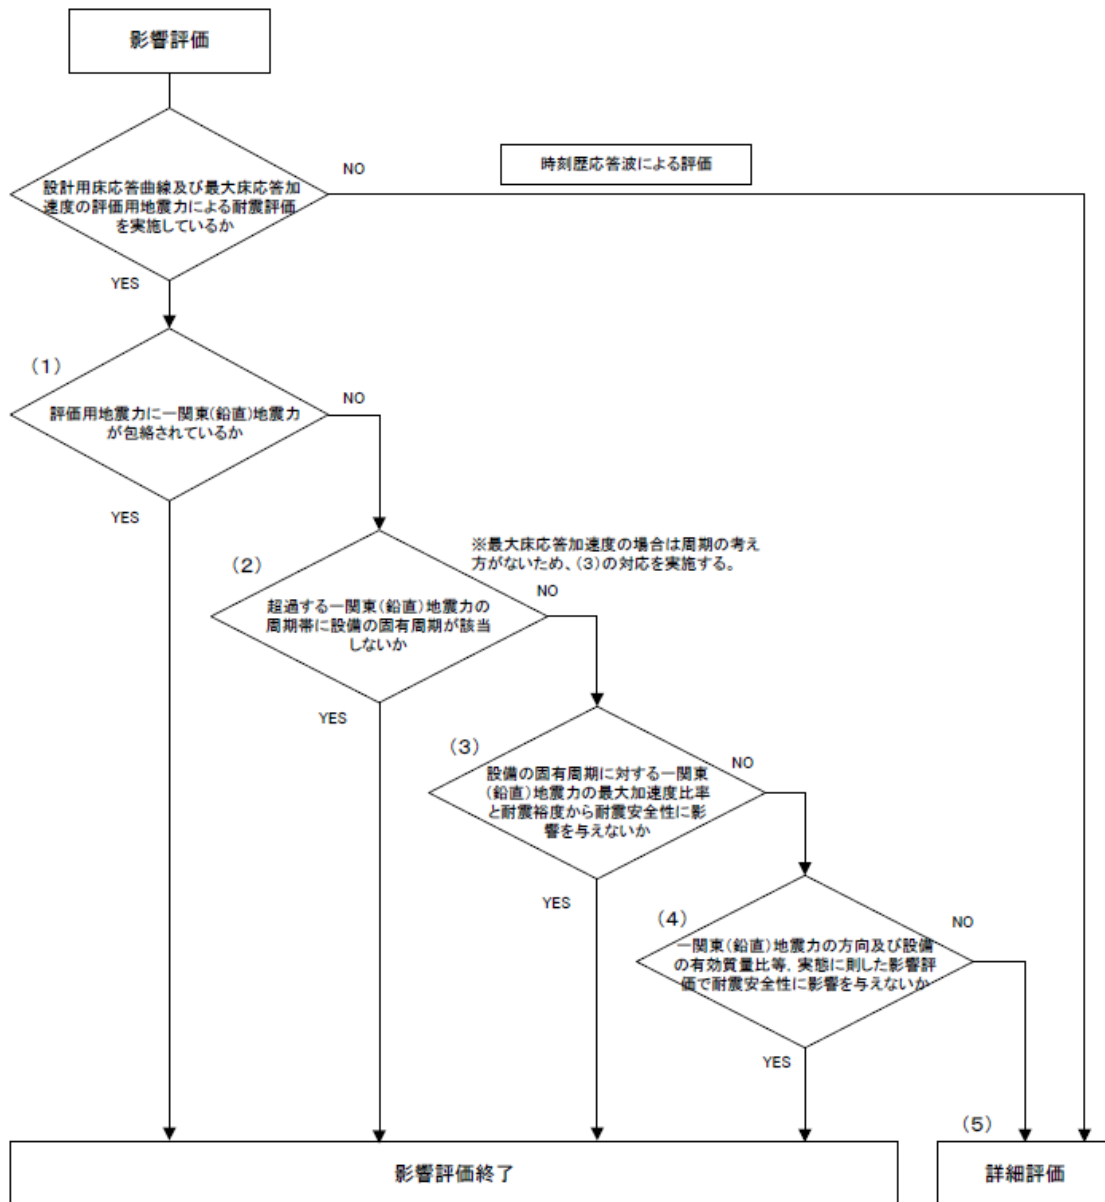 影響評価
NO
時刻歴応答波による評価
設計用床応答曲線及び最大床応答加
速度の評価用地震力による耐震評価
を実施しているか
YES
(1)
NO
評価用地震力に一関東(鉛直)地震力
が包絡されているか
YES
※最大床応答加速度の場合は周期の考え
方がないため、(3)の対応を実施する。
(2)
NO
超過する一関東(鉛直)地震力の
周期帯に設備の固有周期が該当
しないか
YES
(3)
NO
設備の固有周期に対する一関東
(鉛直)地震力の最大加速度比率
と耐震裕度から耐震安全性に影
響を与えないか
YES
(4)
NO
一関東(鉛直)地震力の方向及び設備
の有効質量比等, 実態に則した影響評
価で耐震安全性に影響を与えないか
YES
(5)
影響評価終了
詳細評価